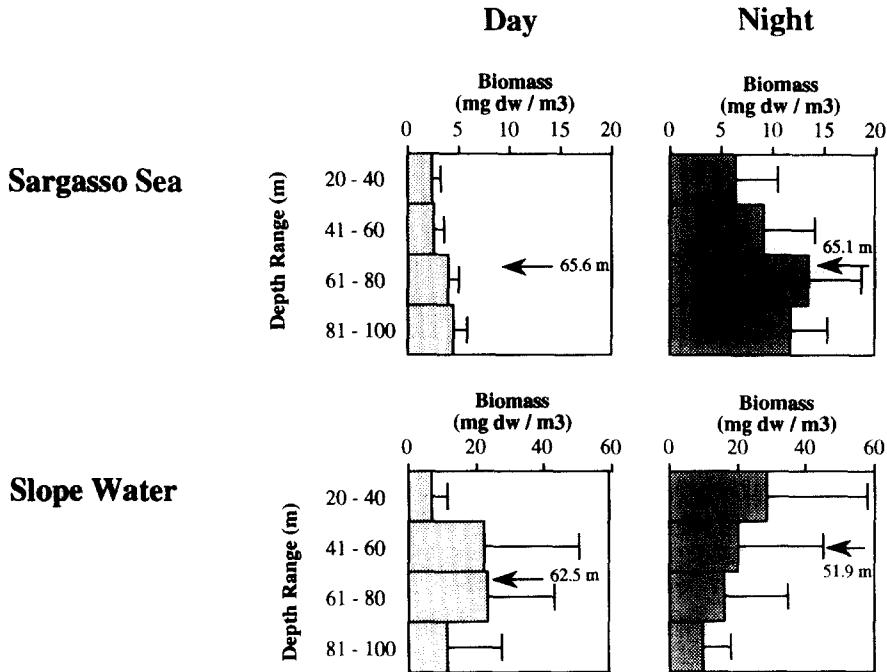 Day Night
Biomass Biomass
(mg dw / m3) (mg dw / m3)
0 5 10 15 20 0 5 10 15 20
Sargasso Sea
Depth Range (m)
20 - 40
41 - 60
61 - 80
81 - 100
65.6 m
65.1 m
Biomass Biomass
(mg dw / m3) (mg dw / m3)
0 20 40 60 0 20 40 60
Slope Water
Depth Range (m)
20 - 40
41 - 60
61 - 80
81 - 100
62.5 m
51.9 m